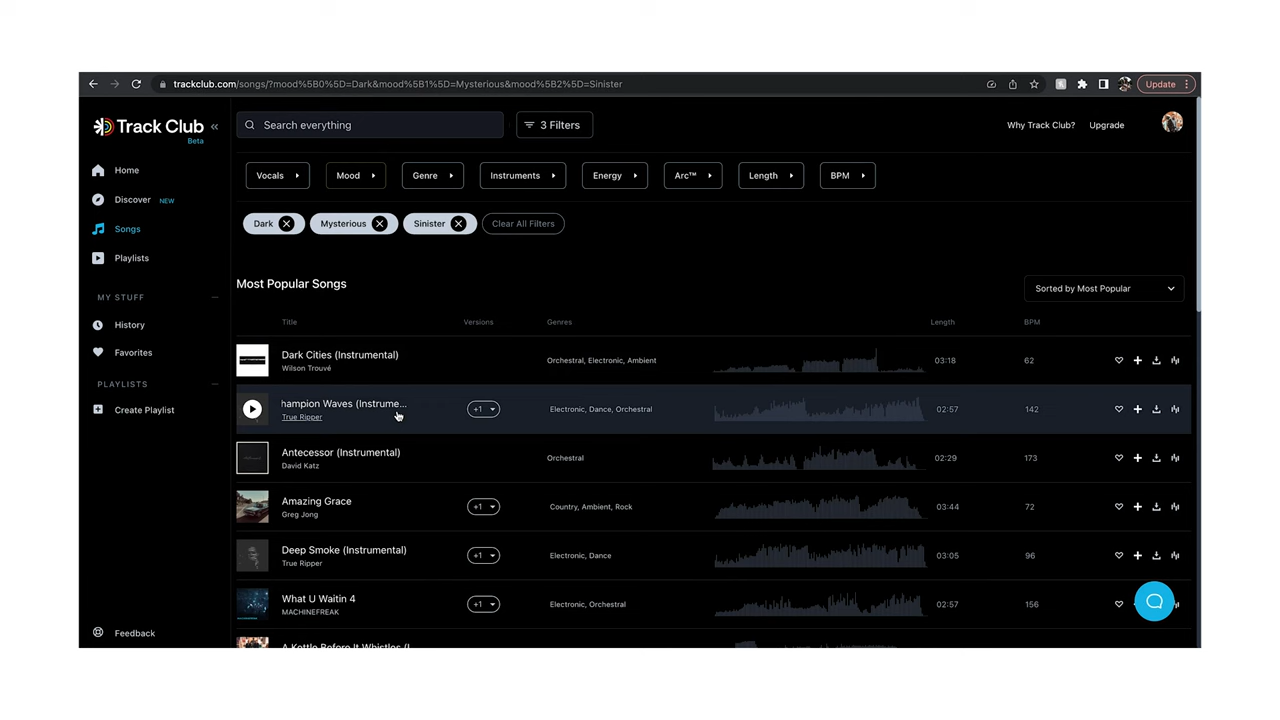 trackclub.com/songs/?mood%5B0%5D=Dark&mood%5B1%5D=Mysterious&mood%5B2%5D=Sinister
Update
Track Club
Beta
Search everything
3 Filters
Why Track Club?
Upgrade
Home
Discover NEW
Songs
Playlists
MY STUFF
History
Favorites
PLAYLISTS
Create Playlist
Feedback
Vocals
Mood
Genre
Instruments
Energy
Arc™
Length
BPM
Dark
Mysterious
Sinister
Clear All Filters
Most Popular Songs
Sorted by Most Popular
Title Versions Genres Length BPM
Dark Cities (Instrumental)
Wilson Trouvé
Orchestral, Electronic, Ambient
03:18
62
hampion Waves (Instrume...
True Ripper
+1
Electronic, Dance, Orchestral
02:57
142
Antecessor (Instrumental)
David Katz
Orchestral
02:29
173
Amazing Grace
Greg Jong
+1
Country, Ambient, Rock
03:44
72
Deep Smoke (Instrumental)
True Ripper
+1
Electronic, Dance
03:05
96
What U Waitin 4
MACHINEFREAK
+1
Electronic, Orchestral
02:57
156
A Kettle Before It Whistles (I